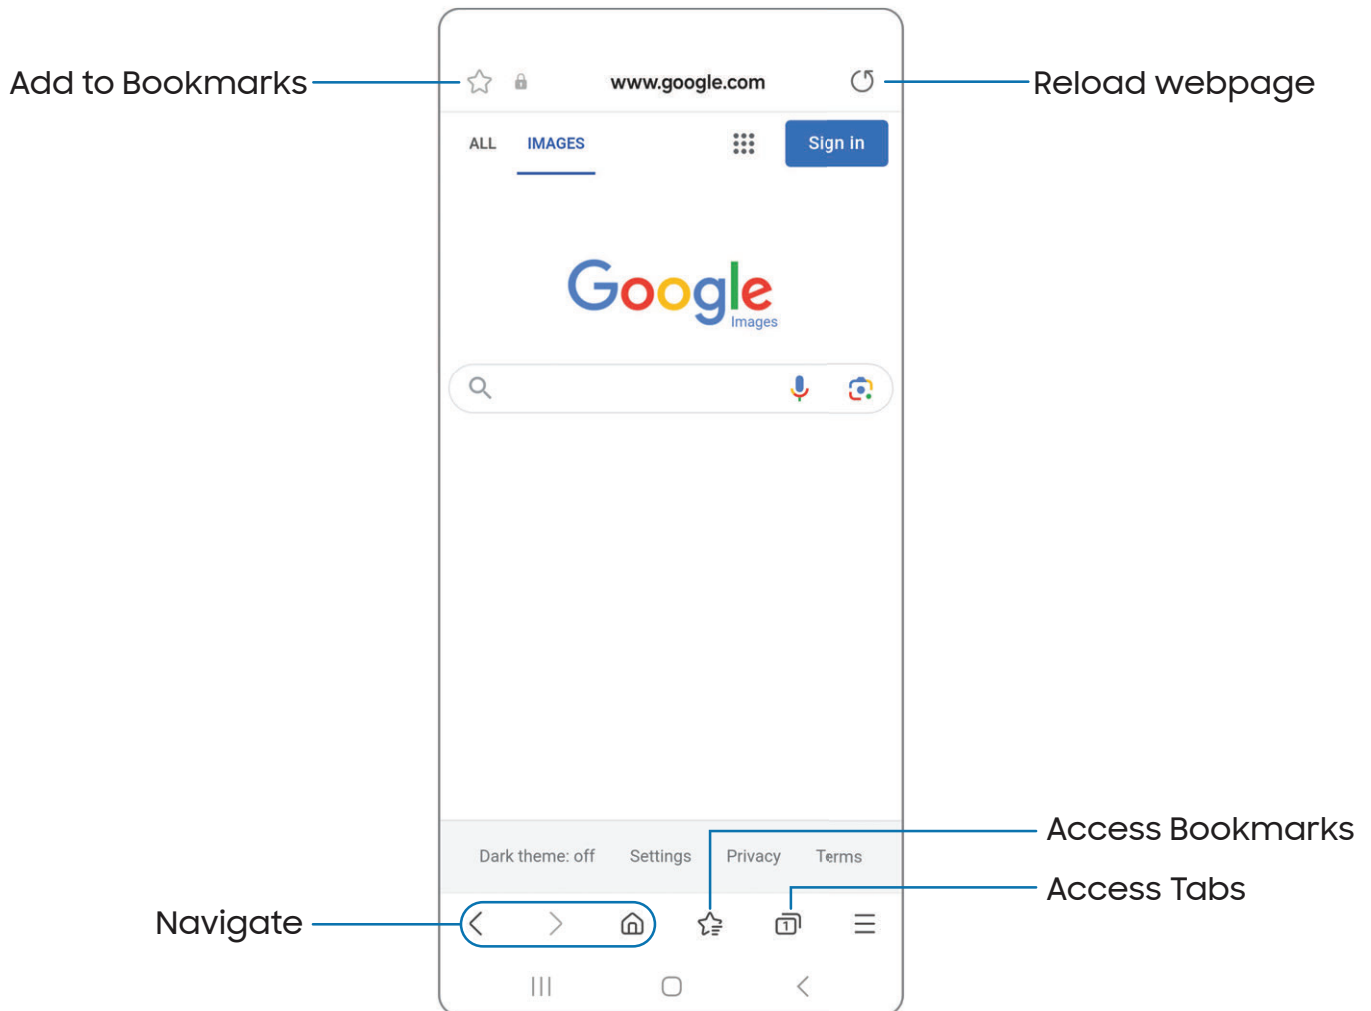 Add to Bookmarks
www.google.com
Reload webpage
ALL IMAGES
Sign in
Google
Images
Dark theme: off Settings Privacy Terms
Access Bookmarks
Access Tabs
Navigate
1